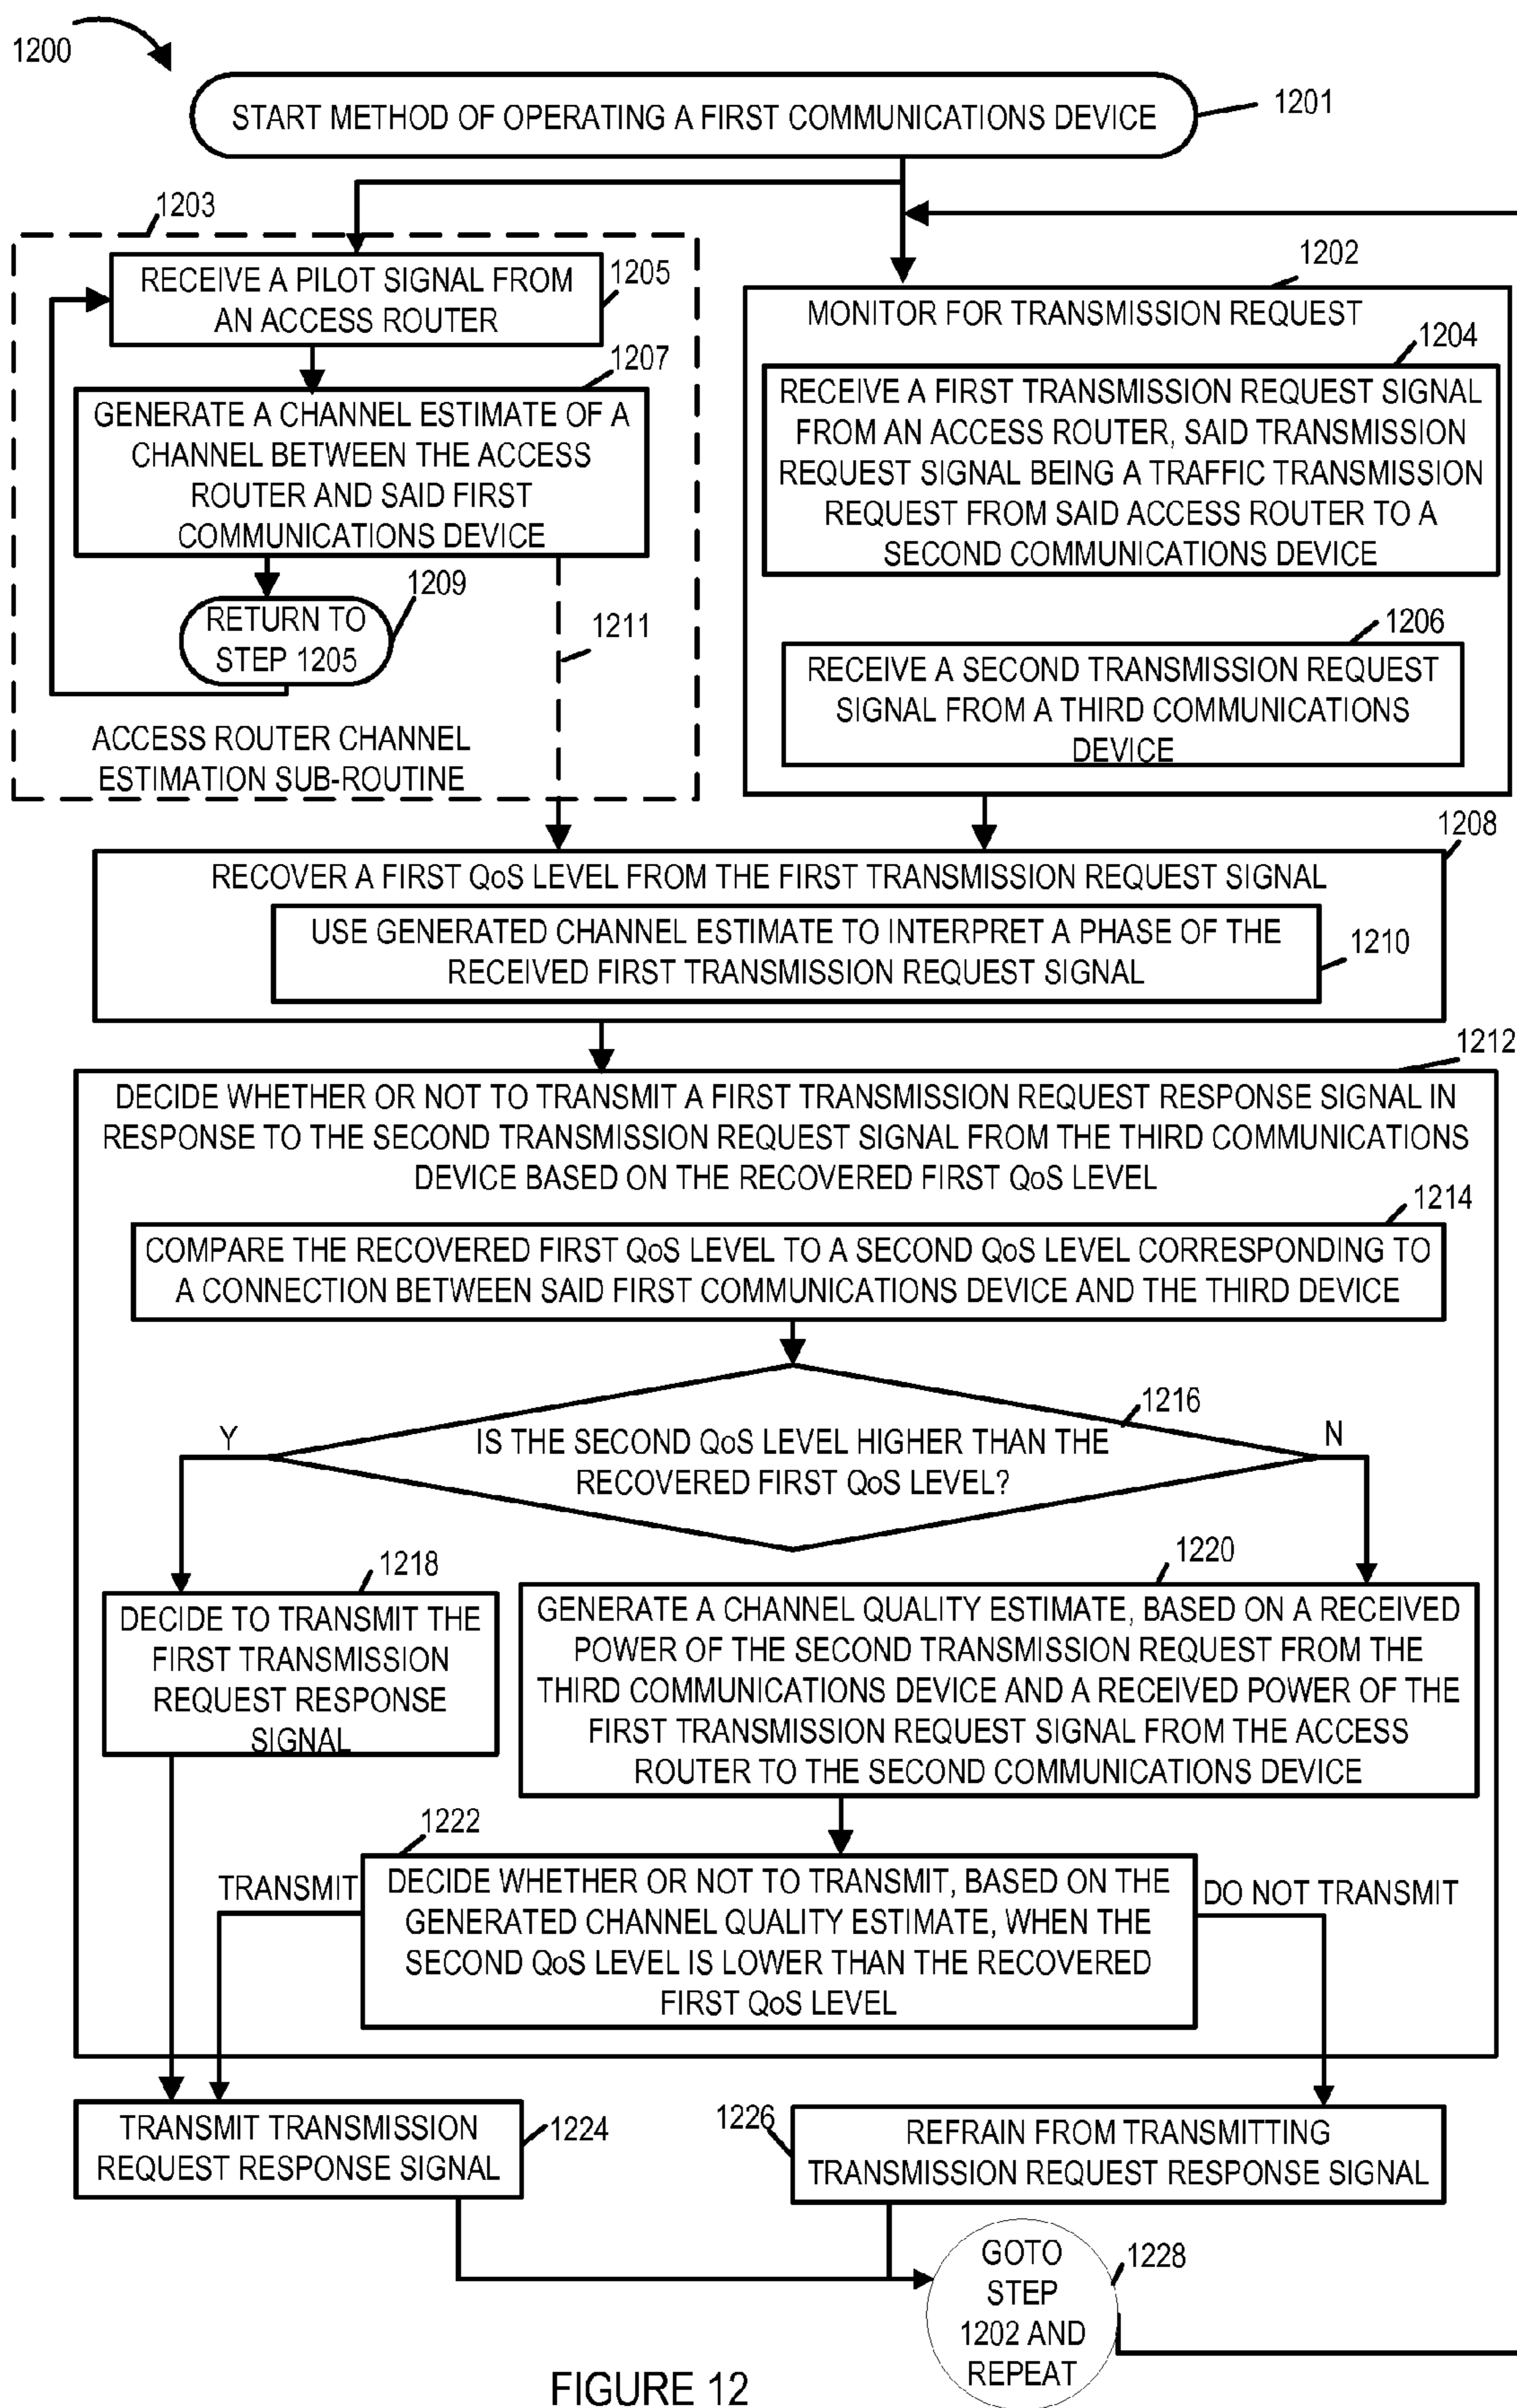 1200
START METHOD OF OPERATING A FIRST COMMUNICATIONS DEVICE
1201
1203
RECEIVE A PILOT SIGNAL FROM
AN ACCESS ROUTER
1205
1207
GENERATE A CHANNEL ESTIMATE OF A
CHANNEL BETWEEN THE ACCESS
ROUTER AND SAID FIRST
COMMUNICATIONS DEVICE
1209
RETURN TO
STEP 1205
1211
ACCESS ROUTER CHANNEL
ESTIMATION SUB-ROUTINE
1202
MONITOR FOR TRANSMISSION REQUEST
1204
RECEIVE A FIRST TRANSMISSION REQUEST SIGNAL
FROM AN ACCESS ROUTER, SAID TRANSMISSION
REQUEST SIGNAL BEING A TRAFFIC TRANSMISSION
REQUEST FROM SAID ACCESS ROUTER TO A
SECOND COMMUNICATIONS DEVICE
1206
RECEIVE A SECOND TRANSMISSION REQUEST
SIGNAL FROM A THIRD COMMUNICATIONS
DEVICE
1208
RECOVER A FIRST QoS LEVEL FROM THE FIRST TRANSMISSION REQUEST SIGNAL
USE GENERATED CHANNEL ESTIMATE TO INTERPRET A PHASE OF THE
RECEIVED FIRST TRANSMISSION REQUEST SIGNAL
1210
1212
DECIDE WHETHER OR NOT TO TRANSMIT A FIRST TRANSMISSION REQUEST RESPONSE SIGNAL IN
RESPONSE TO THE SECOND TRANSMISSION REQUEST SIGNAL FROM THE THIRD COMMUNICATIONS
DEVICE BASED ON THE RECOVERED FIRST QoS LEVEL
1214
COMPARE THE RECOVERED FIRST QoS LEVEL TO A SECOND QoS LEVEL CORRESPONDING TO
A CONNECTION BETWEEN SAID FIRST COMMUNICATIONS DEVICE AND THE THIRD DEVICE
1216
Y
IS THE SECOND QoS LEVEL HIGHER THAN THE
RECOVERED FIRST QoS LEVEL?
N
1218
DECIDE TO TRANSMIT THE
FIRST TRANSMISSION
REQUEST RESPONSE
SIGNAL
1220
GENERATE A CHANNEL QUALITY ESTIMATE, BASED ON A RECEIVED
POWER OF THE SECOND TRANSMISSION REQUEST FROM THE
THIRD COMMUNICATIONS DEVICE AND A RECEIVED POWER OF THE
FIRST TRANSMISSION REQUEST SIGNAL FROM THE ACCESS
ROUTER TO THE SECOND COMMUNICATIONS DEVICE
1222
TRANSMIT
DECIDE WHETHER OR NOT TO TRANSMIT, BASED ON THE
GENERATED CHANNEL QUALITY ESTIMATE, WHEN THE
SECOND QoS LEVEL IS LOWER THAN THE RECOVERED
FIRST QoS LEVEL
DO NOT TRANSMIT
TRANSMIT TRANSMISSION
REQUEST RESPONSE SIGNAL
1224
1226
REFRAIN FROM TRANSMITTING
TRANSMISSION REQUEST RESPONSE SIGNAL
GOTO
STEP
1202 AND
REPEAT
1228
FIGURE 12